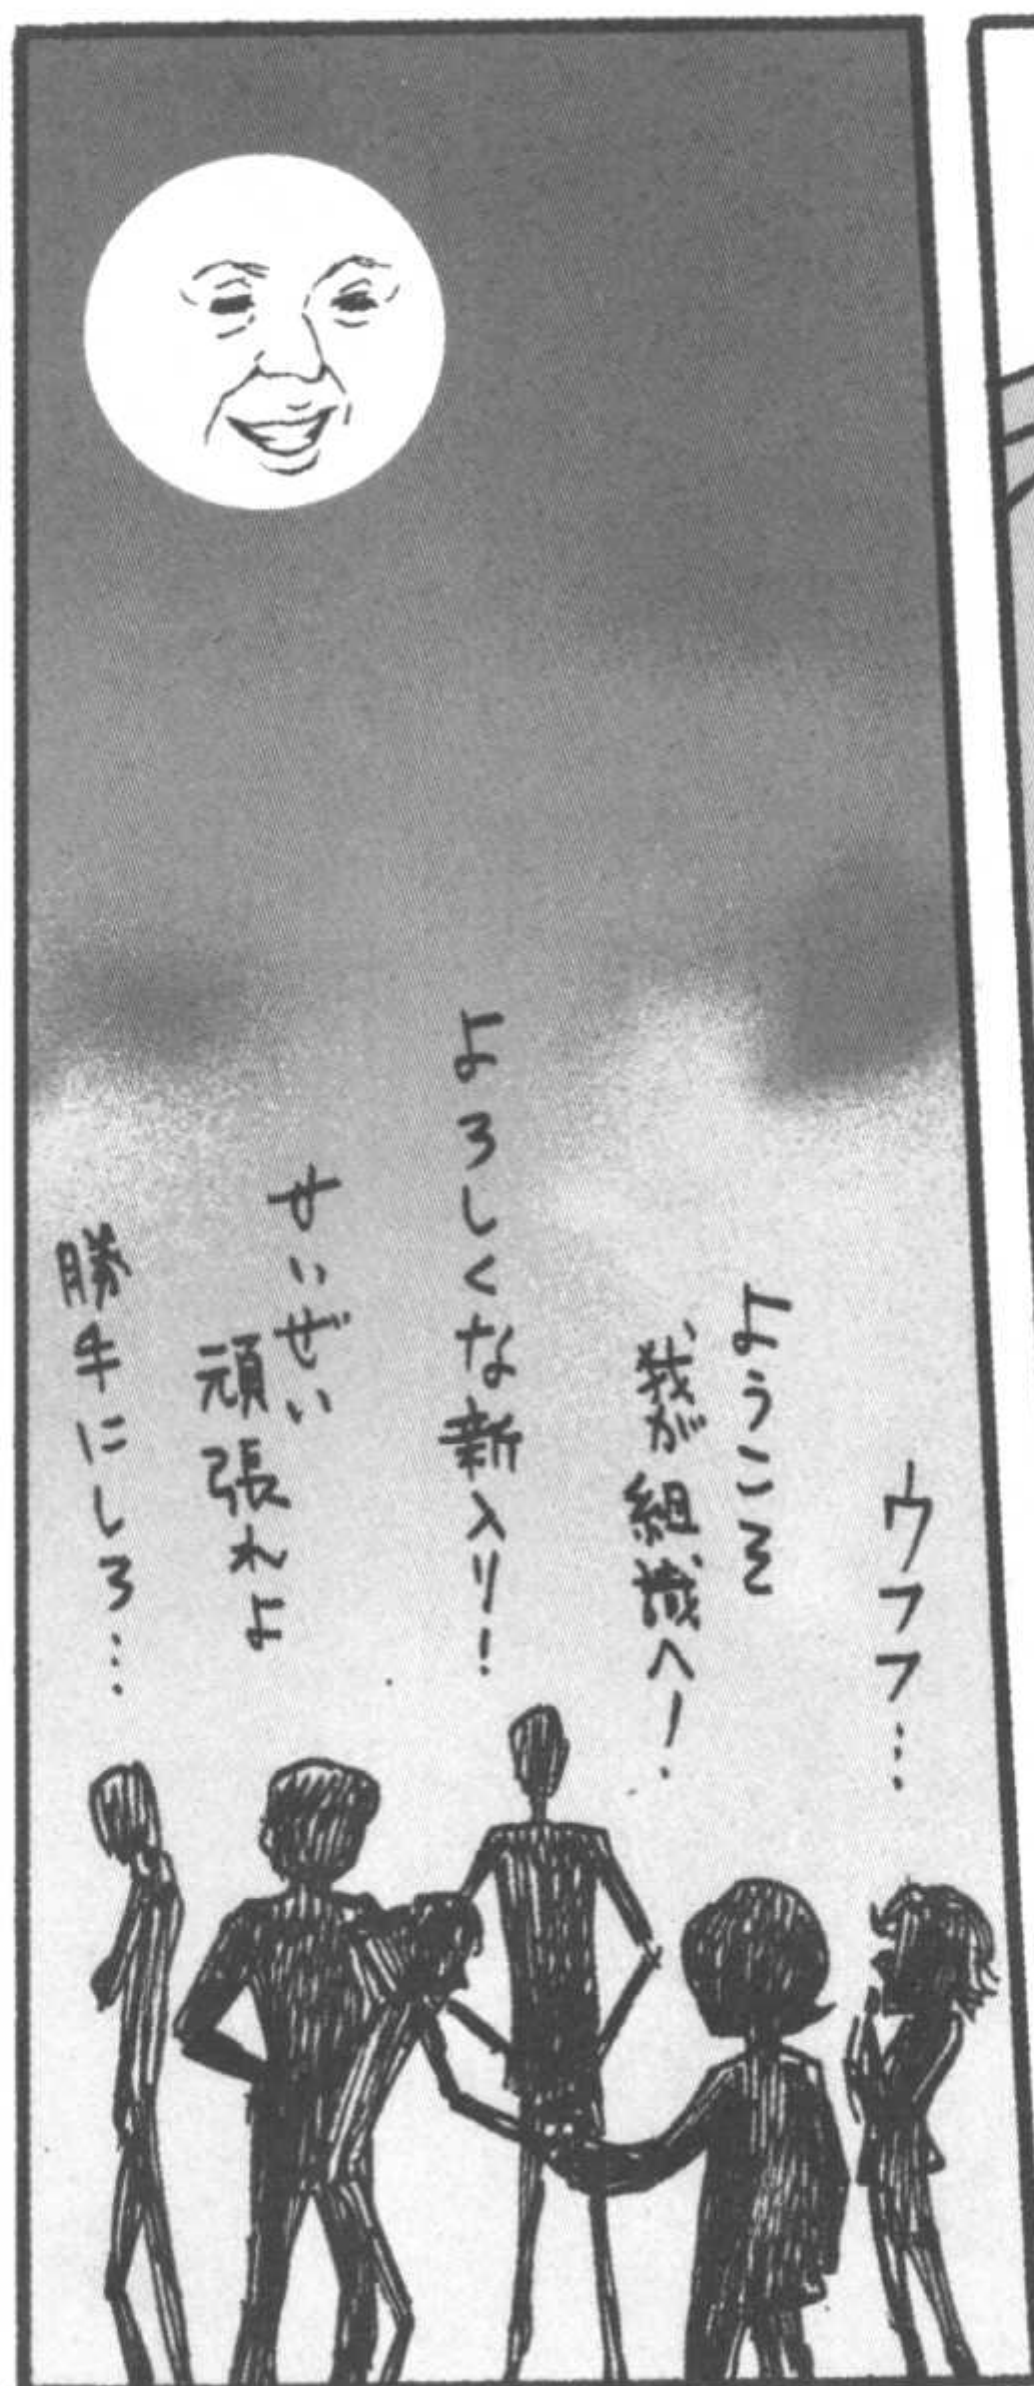 ウフフ…
ようこそ
我が組織へ!
よろしくな新入り!
せいぜい
頑張れよ
勝手にしろ…